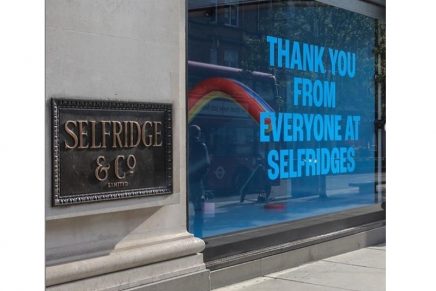 SELFRIDGE
& Co
LIMITED
THANK YOU
FROM
EVERYONE AT
SELFRIDGES